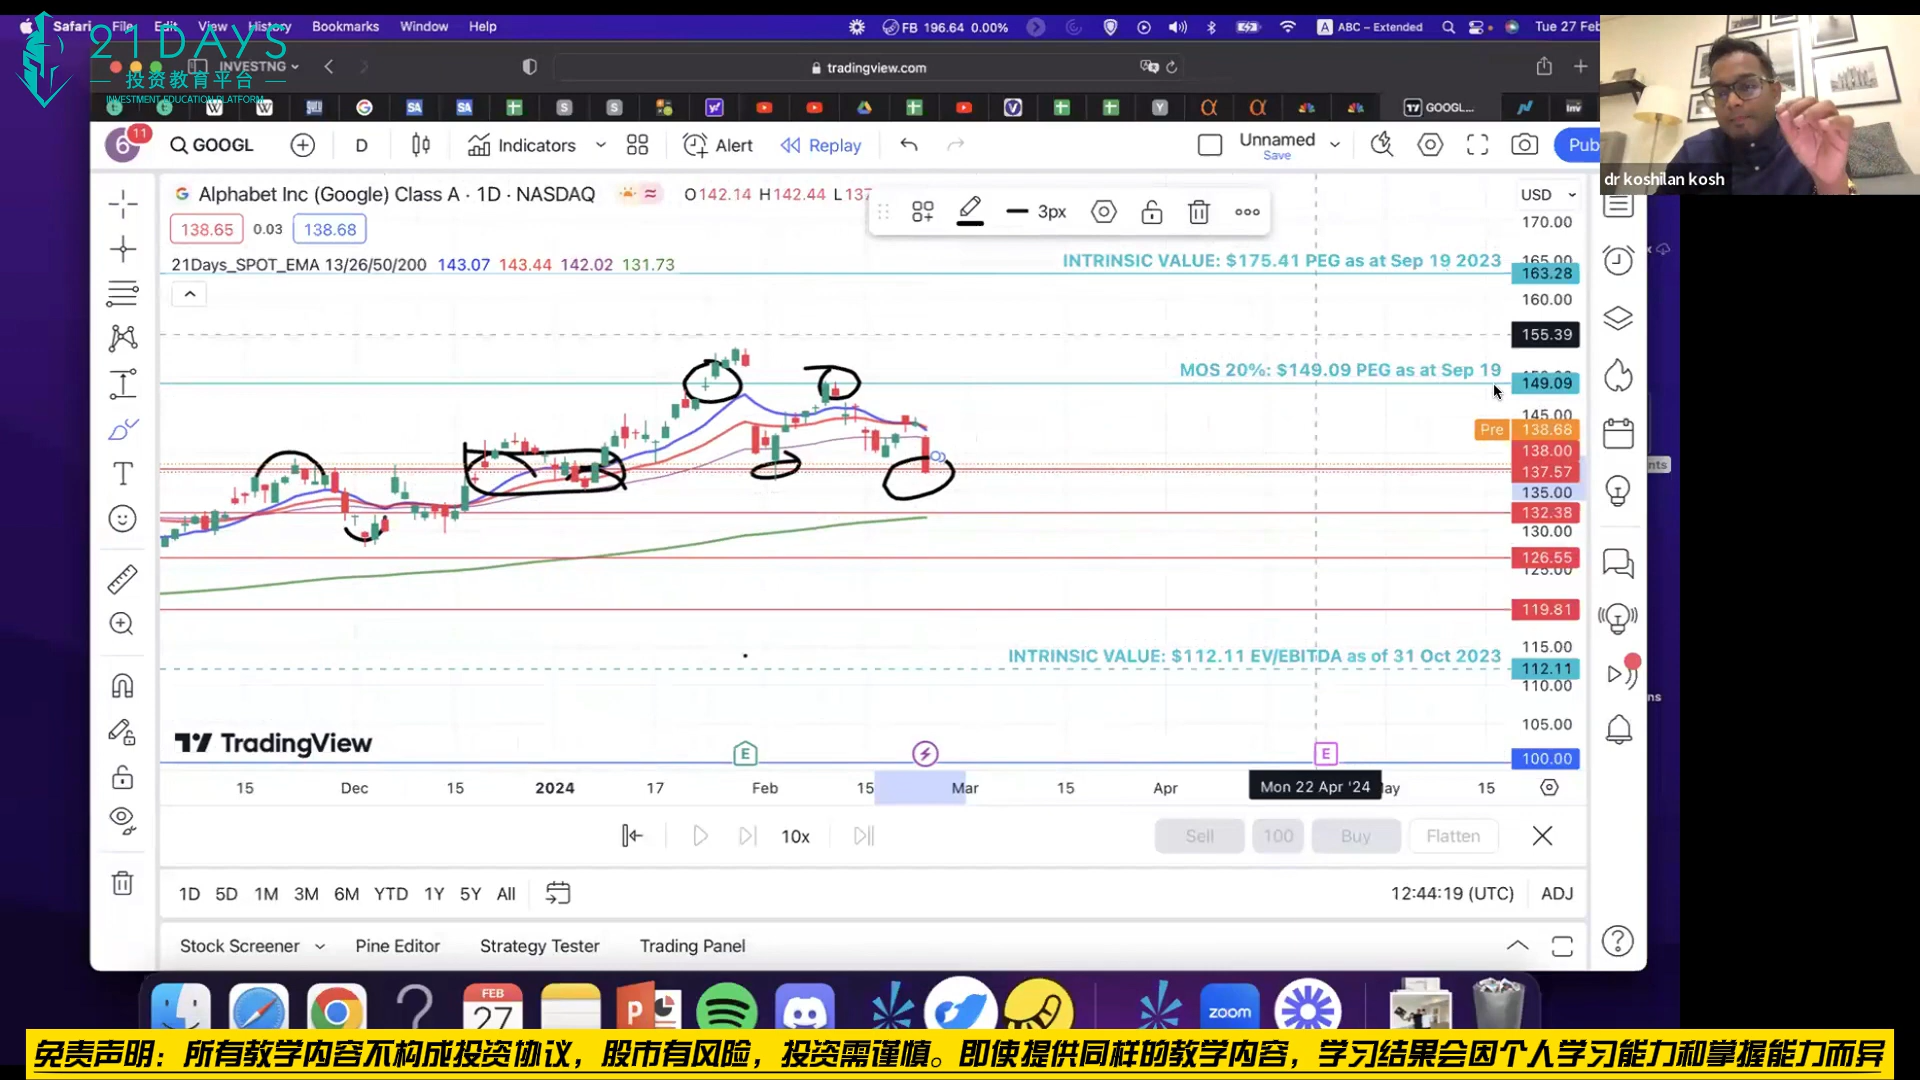 Safari File Edit View History Bookmarks Window Help
FB 196.64 0.00% ABC – Extended Tue 27 Feb
21DAYS
投资教育平台
INVESTMENT EDUCATION PLATFORM
INVESTNG
tradingview.com
GOOGL...
11
6
GOOGL D Indicators Alert Replay Unnamed Save Pub
dr koshilan kosh
Alphabet Inc (Google) Class A · 1D · NASDAQ O142.14 H142.44 L137
3px
USD
138.65 0.03 138.68
21Days_SPOT_EMA 13/26/50/200 143.07 143.44 142.02 131.73
170.00
INTRINSIC VALUE: $175.41 PEG as at Sep 19 2023
163.28
160.00
155.39
MOS 20%: $149.09 PEG as at Sep 19
149.09
145.00
Pre 138.68
138.00
137.57
135.00
132.38
130.00
126.55
125.00
119.81
115.00
INTRINSIC VALUE: $112.11 EV/EBITDA as of 31 Oct 2023
112.11
110.00
105.00
TradingView
E E
100.00
15 Dec 15 2024 17 Feb 15 Mar 15 Apr Mon 22 Apr '24 15
10x Sell 100 Buy Flatten
1D 5D 1M 3M 6M YTD 1Y 5Y All 12:44:19 (UTC) ADJ
Stock Screener Pine Editor Strategy Tester Trading Panel
FEB
27
zoom
免责声明：所有教学内容不构成投资协议，股市有风险，投资需谨慎。即使提供同样的教学内容，学习结果会因个人学习能力和掌握能力而异